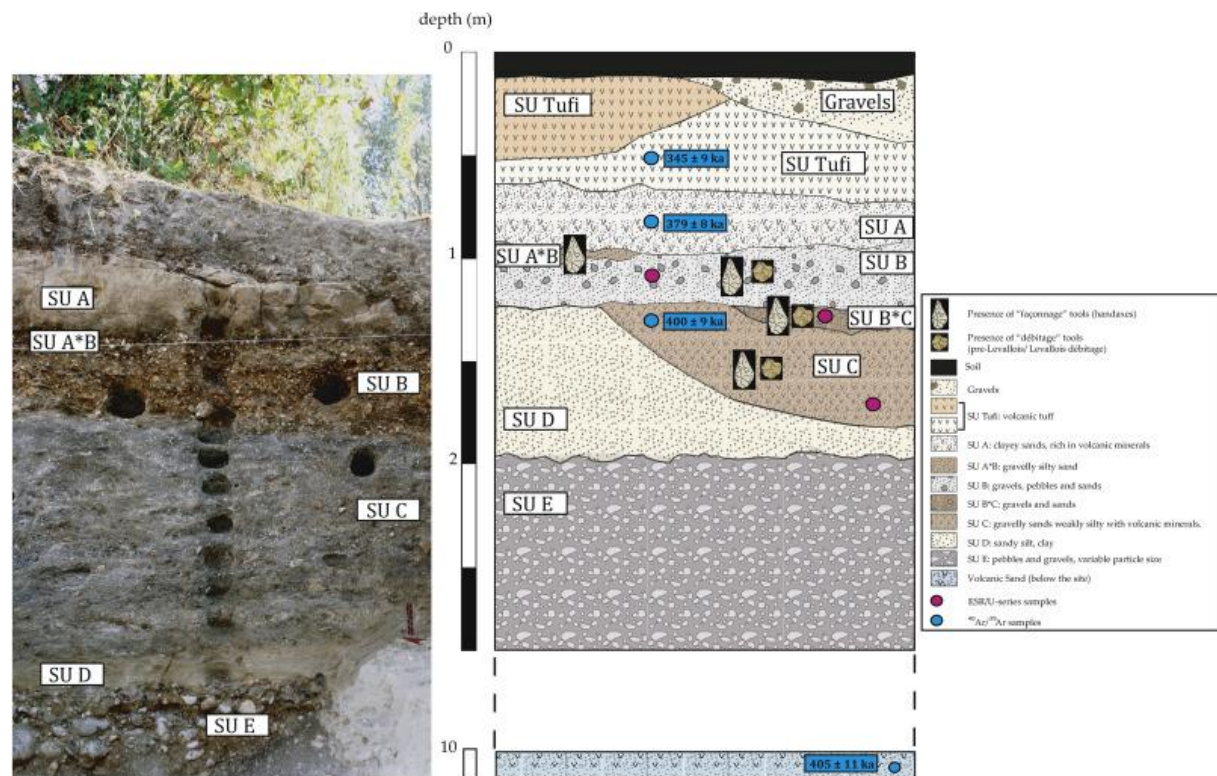 depth (m)
0
1
2
10
SU A
SU A*B
SU B
SU C
SU D
SU E
SU Tufi
Gravels
SU Tufi
345 ± 9 ka
379 ± 8 ka
SU A
SU A*B
SU B
SU B*C
400 ± 9 ka
SU C
SU D
SU E
405 ± 11 ka
Presence of "façonnage" tools (handaxes)
Presence of "débitage" tools
(pre-Levallois/ Levallois débitage)
Soil
Gravels
SU Tufi: volcanic tuff
SU A: clayey sands, rich in volcanic minerals
SU A*B: gravelly silty sand
SU B: gravels, pebbles and sands
SU B*C: gravels and sands
SU C: gravelly sands weakly silty with volcanic minerals.
SU D: sandy silt, clay
SU E: pebbles and gravels, variable particle size
Volcanic Sand (below the site)
ESR/U-series samples
⁴⁰Ar/³⁹Ar samples